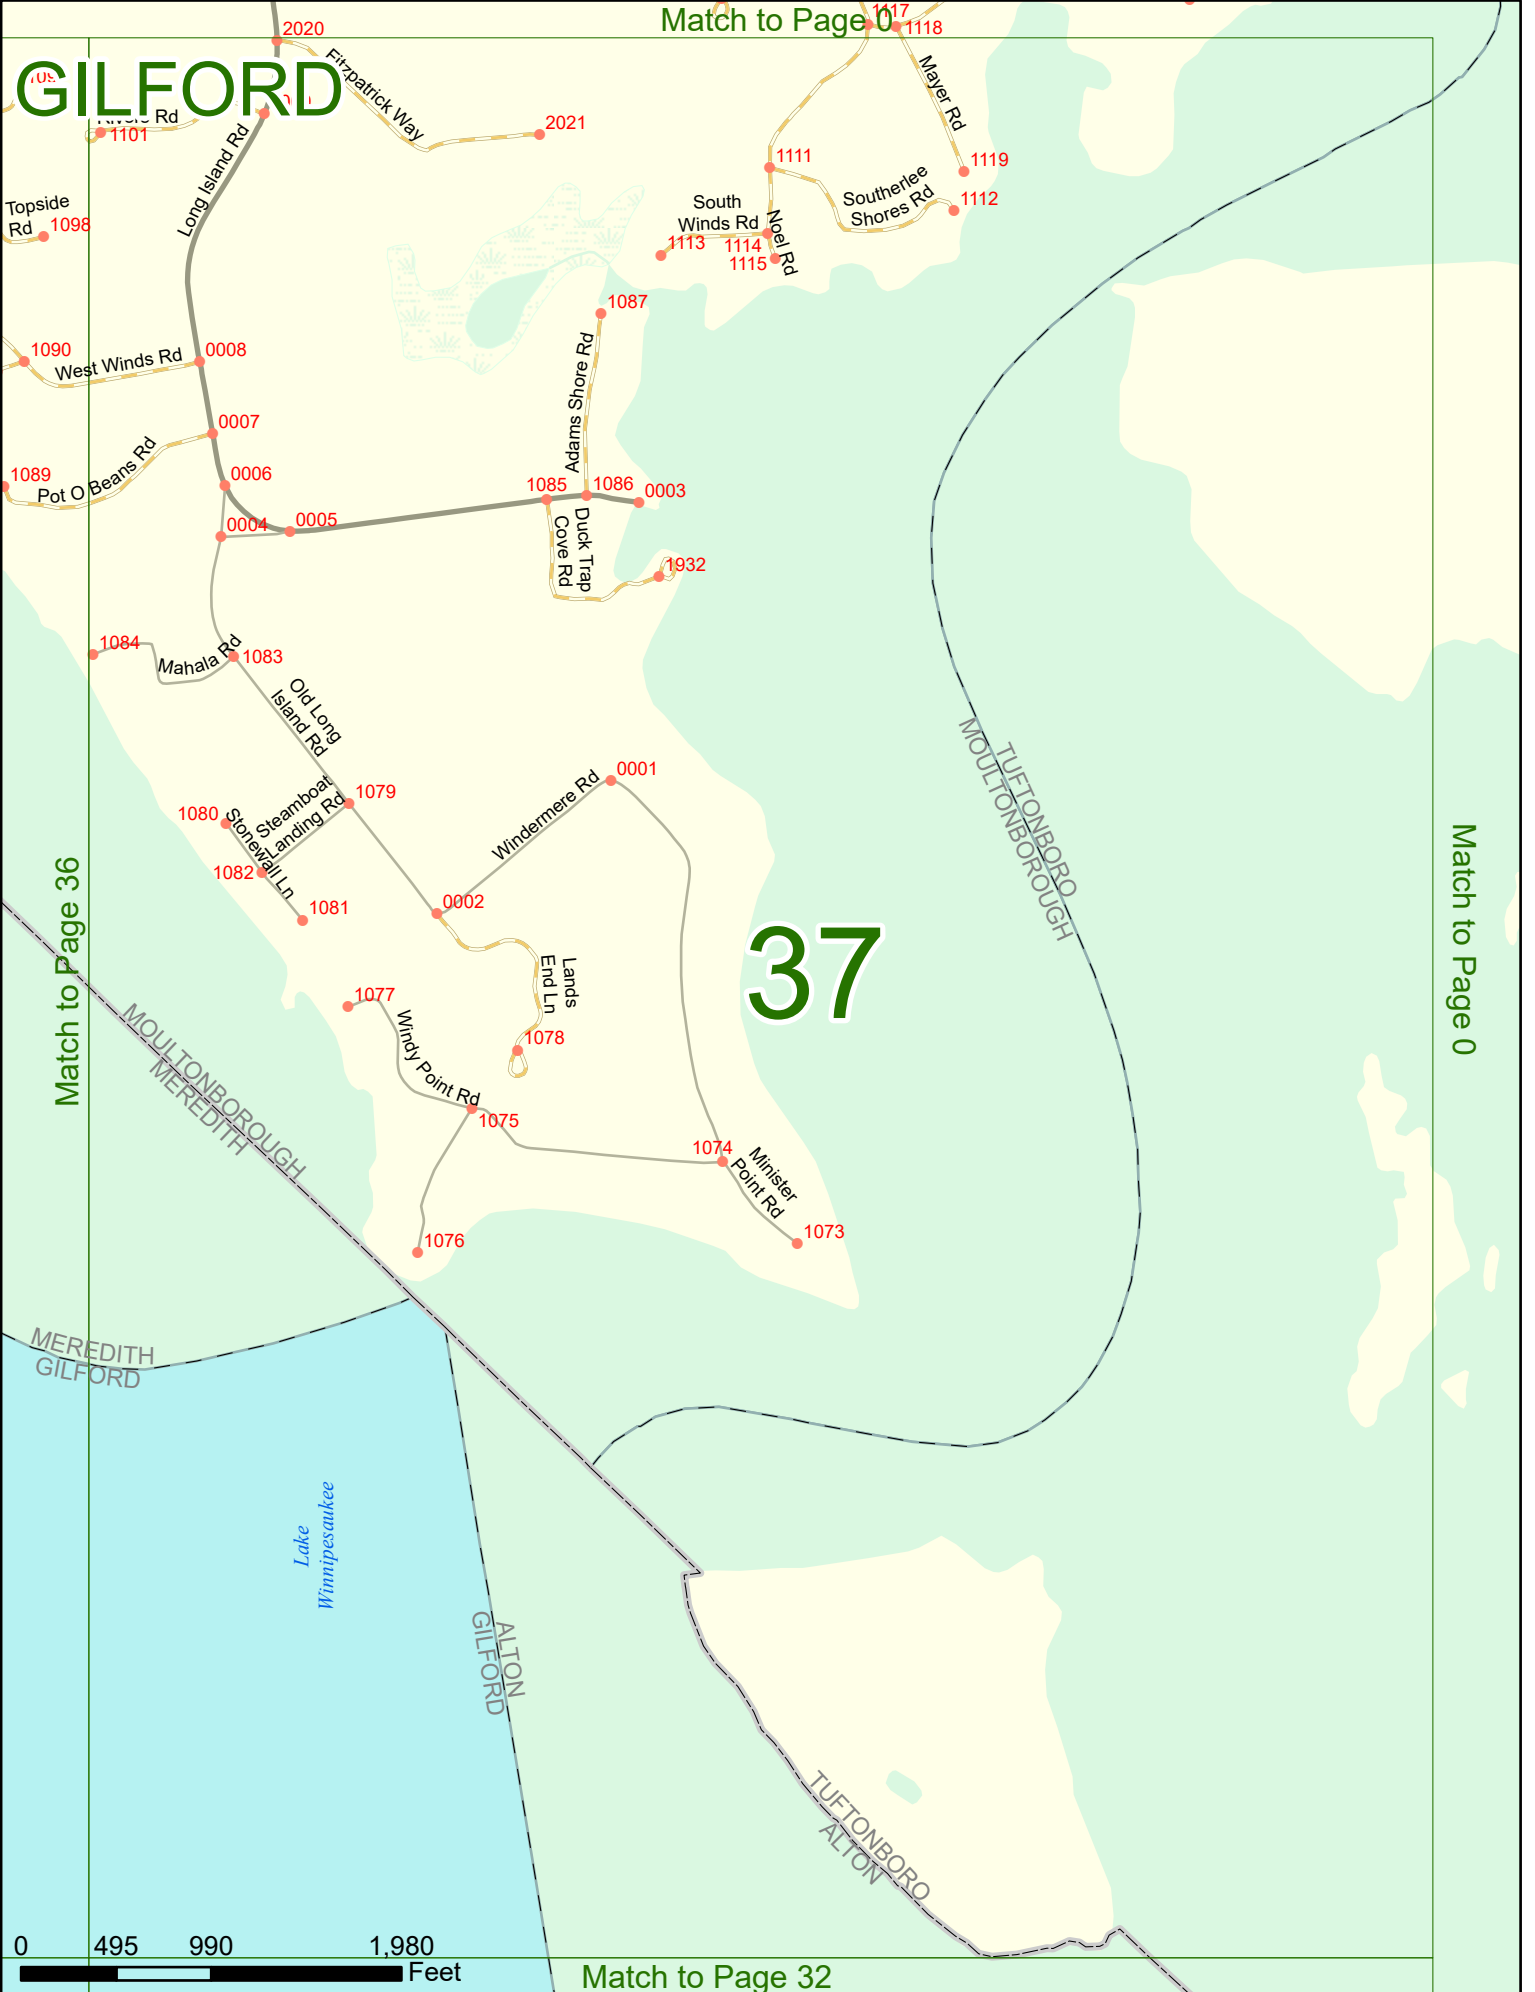 Match to Page 0
1117
1118
2020
Fitzpatrick Way
GILFORD
Rivers Rd
1101
2021
Mayer Rd
1111
1119
Long Island Rd
Topside
Rd
1098
South
Winds Rd
Southerlee
Shores Rd
1112
1113
1114
1115
Noel Rd
1087
1090
West Winds Rd
0008
Adams Shore Rd
0007
Pot O Beans Rd
1089
0006
1085
1086
0003
0004
0005
Duck Trap
Cove Rd
1932
1084
Mahala Rd
1083
Old Long
Island Rd
TUFTONBORO
MOULTONBOROUGH
0001
1079
Steamboat
Landing Rd
1080
Stonewall Ln
Windermere Rd
1082
1081
0002
Match to Page 36
Match to Page 0
37
Lands
End Ln
1077
Windy Point Rd
1078
MOULTONBOROUGH
MEREDITH
1075
1074
Minister
Point Rd
1073
1076
MEREDITH
GILFORD
Lake
Winnipesaukee
ALTON
GILFORD
TUFTONBORO
ALTON
0 495 990 1,980
Feet
Match to Page 32